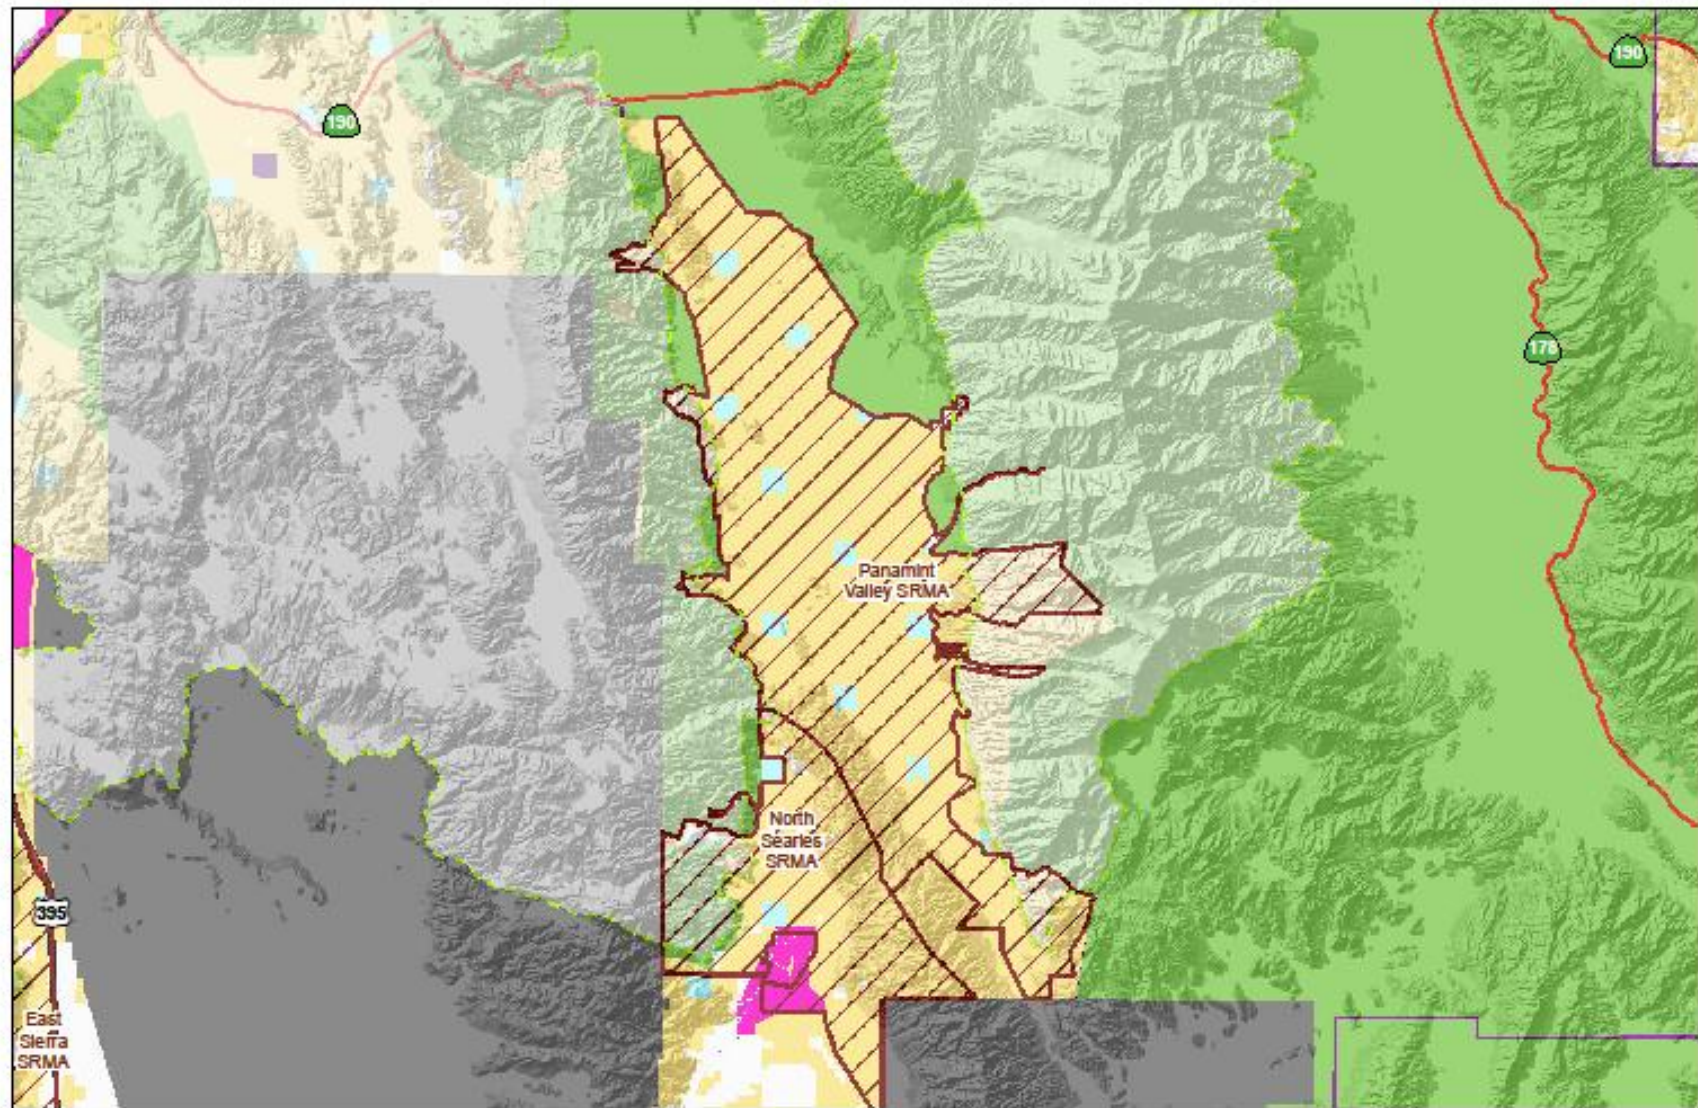 190
190
178
Panamint
Valley SRMA
North
Searles
SRMA
395
East
Sierra
SRMA